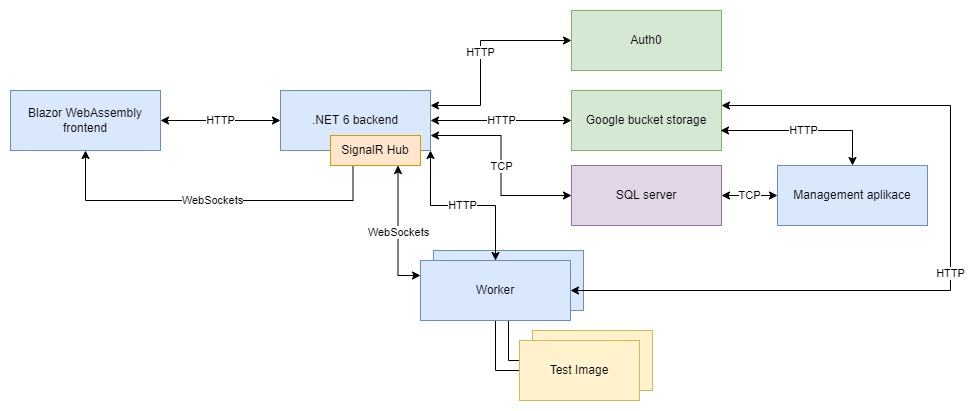 Auth0
HTTP
Blazor WebAssembly
frontend
HTTP
.NET 6 backend
HTTP
Google bucket storage
HTTP
SignalR Hub
TCP
SQL server
TCP
Management aplikace
WebSockets
HTTP
WebSockets
HTTP
Worker
Test Image